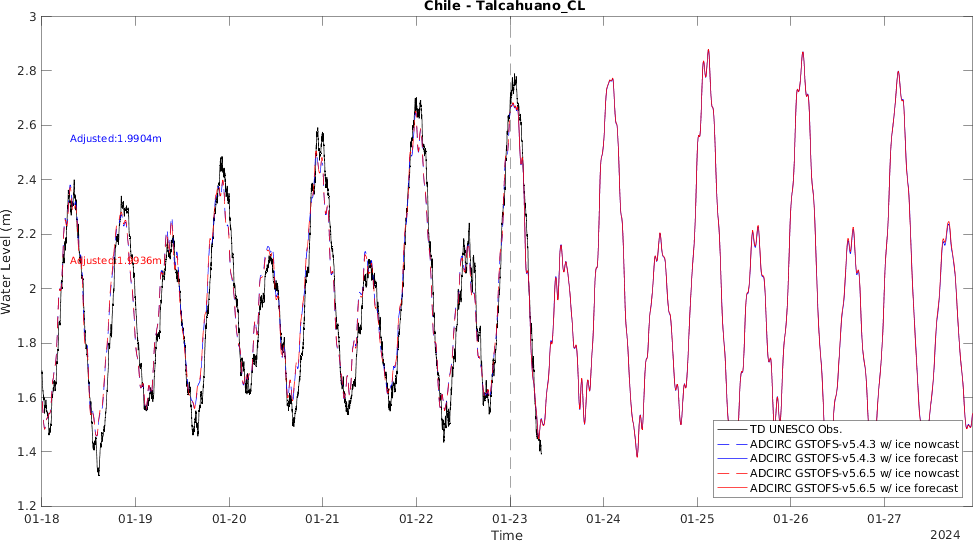 Chile - Talcahuano_CL
3
2.8
2.6
2.4
2.2
2
1.8
1.6
1.4
1.2
Water Level (m)
Adjusted:1.9904m
Adjusted:1.9936m
TD UNESCO Obs.
ADCIRC GSTOFS-v5.4.3 w/ ice nowcast
ADCIRC GSTOFS-v5.4.3 w/ ice forecast
ADCIRC GSTOFS-v5.6.5 w/ ice nowcast
ADCIRC GSTOFS-v5.6.5 w/ ice forecast
01-18 01-19 01-20 01-21 01-22 01-23 01-24 01-25 01-26 01-27
Time
2024